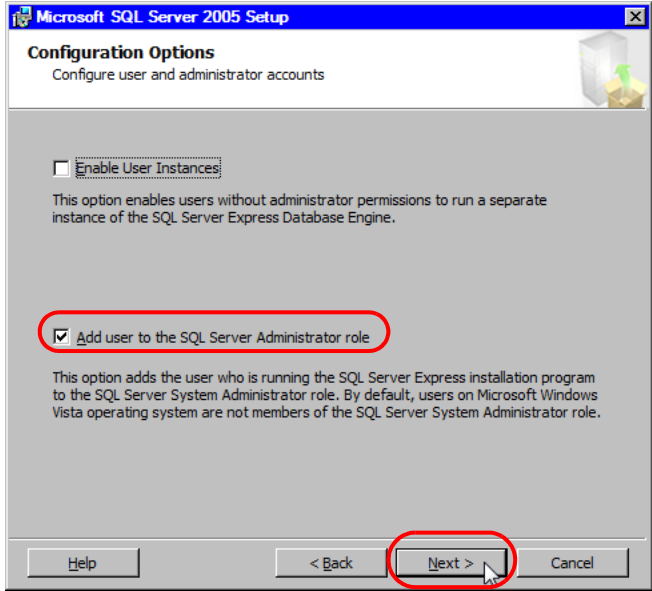 Microsoft SQL Server 2005 Setup
Configuration Options
Configure user and administrator accounts
Enable User Instances
This option enables users without administrator permissions to run a separate
instance of the SQL Server Express Database Engine.
Add user to the SQL Server Administrator role
This option adds the user who is running the SQL Server Express installation program
to the SQL Server System Administrator role. By default, users on Microsoft Windows
Vista operating system are not members of the SQL Server System Administrator role.
Help
< Back
Next >
Cancel